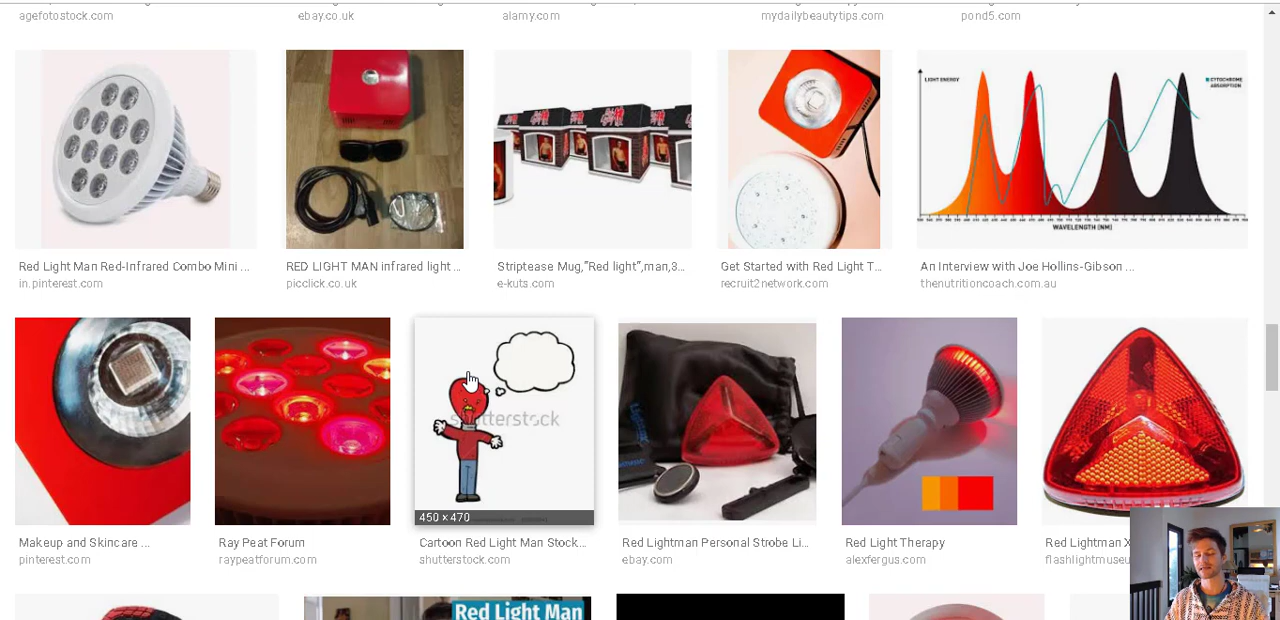 agefotostock.com
ebay.co.uk
alamy.com
mydailybeautytips.com
pond5.com
LIGHT ENERGY
CYTOCHROME
ABSORPTION
WAVELENGTH [NM]
Red Light Man Red-Infrared Combo Mini ...
RED LIGHT MAN infrared light ...
Striptease Mug,"Red light",man,3...
Get Started with Red Light T...
An Interview with Joe Hollins-Gibson ...
in.pinterest.com
picclick.co.uk
e-kuts.com
recruit2network.com
thenutritioncoach.com.au
shutterstock
450 × 470
Makeup and Skincare ...
Ray Peat Forum
Cartoon Red Light Man Stock...
Red Lightman Personal Strobe Li...
Red Light Therapy
Red Lightman X
pinterest.com
raypeatforum.com
shutterstock.com
ebay.com
alexfergus.com
flashlightmuseu
Red Light Man